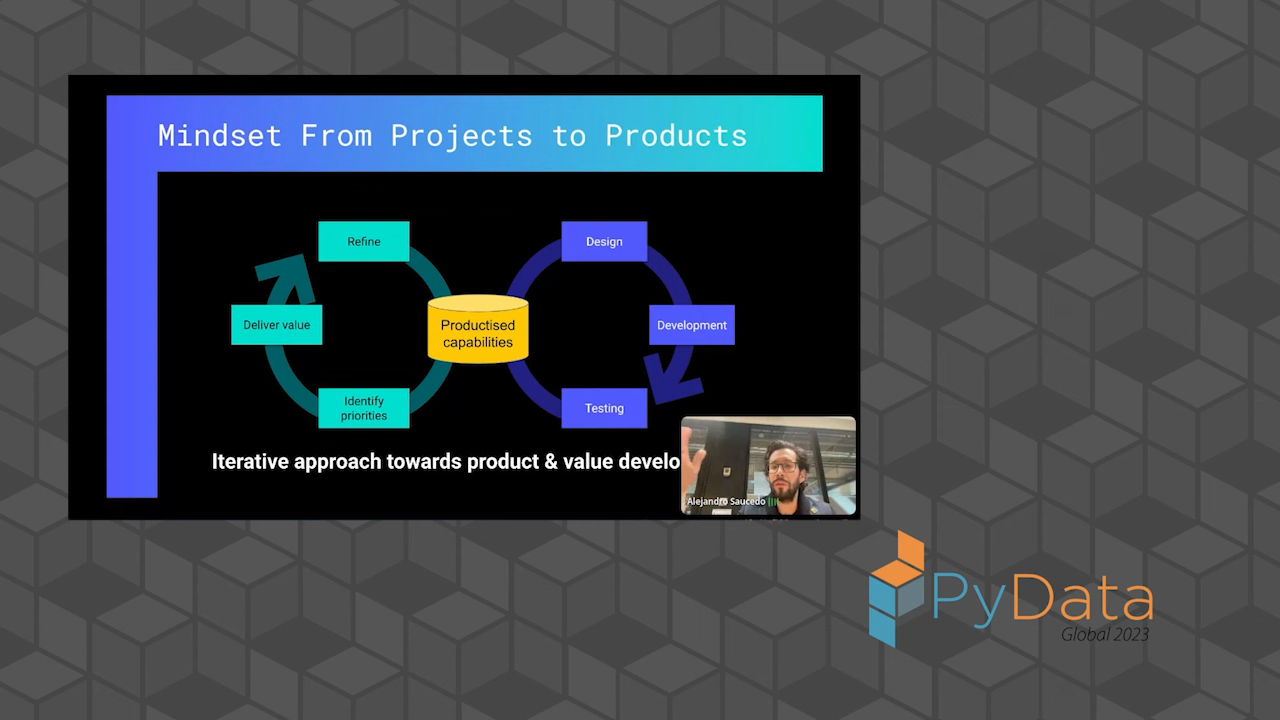 Mindset From Projects to Products
Refine
Design
Deliver value
Productised
capabilities
Development
Identify
priorities
Testing
Iterative approach towards product & value develo
Alejandro Saucedo
PyData
Global 2023